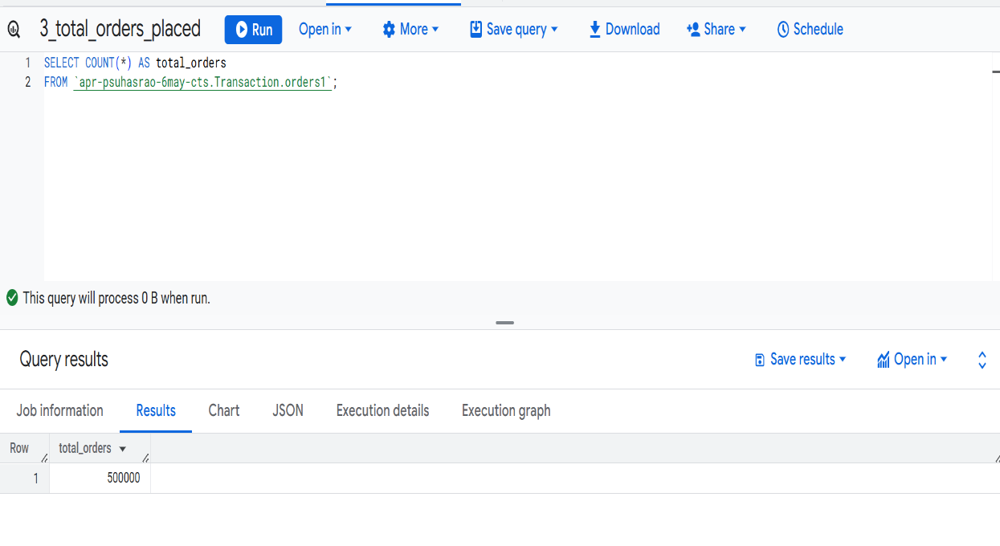 3_total_orders_placed Run Open in More Save query Download Share Schedule
1 SELECT COUNT(*) AS total_orders
2 FROM `apr-psuhasrao-6may-cts.Transaction.orders1`;
This query will process 0 B when run.
Query results Save results Open in
Job information Results Chart JSON Execution details Execution graph
Row total_orders
1 500000